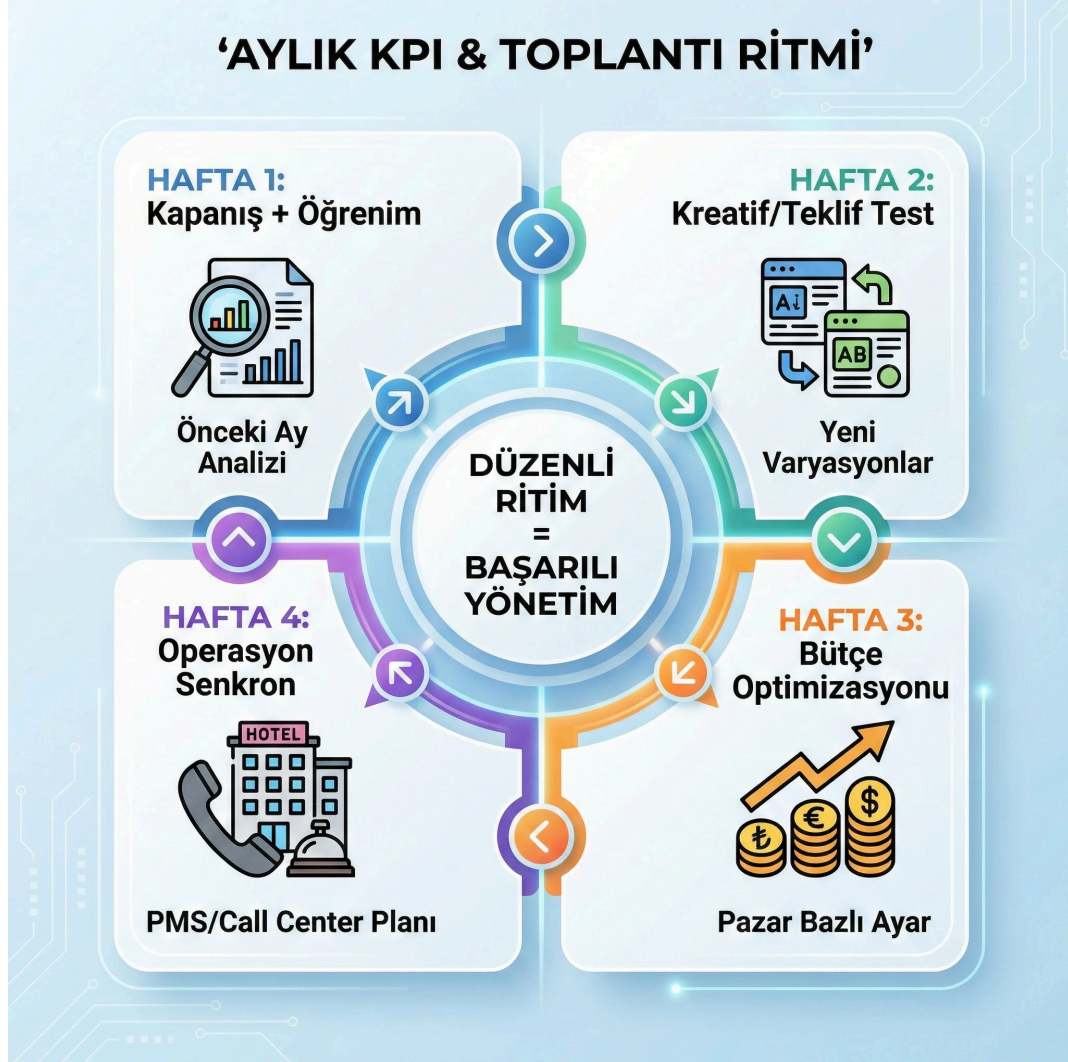 ‘AYLIK KPI & TOPLANTI RİTMİ’
HAFTA 1:
Kapanış + Öğrenim
Önceki Ay
Analizi
HAFTA 2:
Kreatif/Teklif Test
AB
Yeni
Varyasyonlar
DÜZENLİ
RİTİM
=
BAŞARILI
YÖNETİM
HAFTA 3:
Bütçe
Optimizasyonu
₺
€
$
Pazar Bazlı Ayar
HAFTA 4:
Operasyon
Senkron
HOTEL
PMS/Call Center Planı